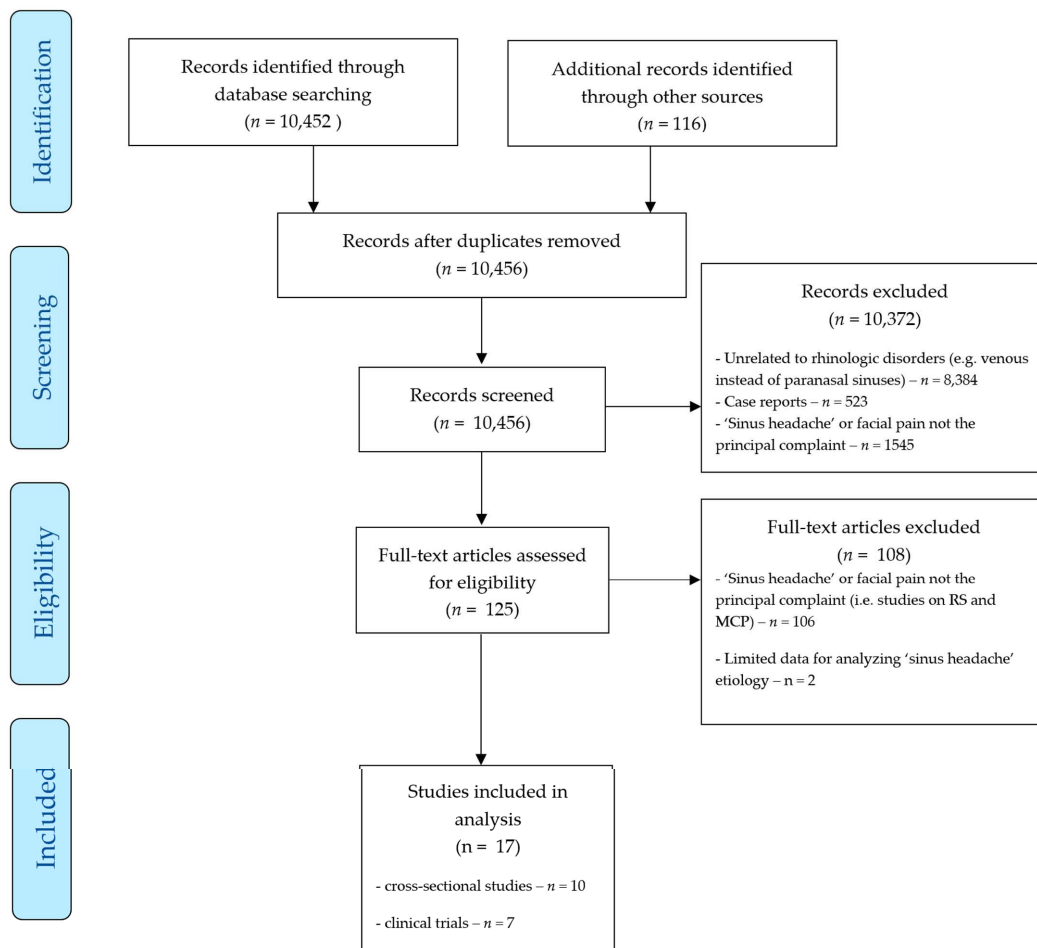 Identification
Records identified through
database searching
(n = 10,452 )
Additional records identified
through other sources
(n = 116)
Records after duplicates removed
(n = 10,456)
Screening
Records screened
(n = 10,456)
Records excluded
(n = 10,372)
- Unrelated to rhinologic disorders (e.g. venous
instead of paranasal sinuses) – n = 8,384
- Case reports – n = 523
- ‘Sinus headache’ or facial pain not the
principal complaint – n = 1545
Eligibility
Full-text articles assessed
for eligibility
(n = 125)
Full-text articles excluded
(n = 108)
- ‘Sinus headache’ or facial pain not the
principal complaint (i.e. studies on RS and
MCP) – n = 106
- Limited data for analyzing ‘sinus headache’
etiology – n = 2
Included
Studies included in
analysis
(n = 17)
- cross-sectional studies – n = 10
- clinical trials – n = 7